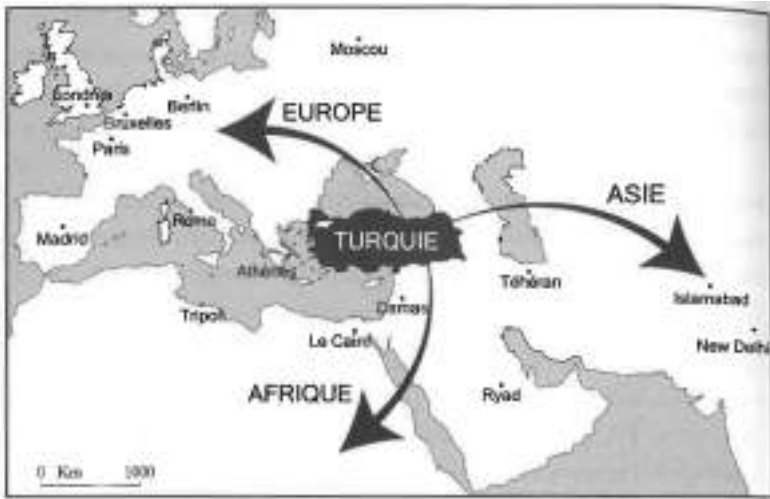 Moscou
Londres
Berlin
Bruxelles
EUROPE
Paris
ASIE
Madrid
Rome
TURQUIE
Athènes
Téhéran
Islamabad
Tripoli
Damas
Le Caire
New Delhi
AFRIQUE
Ryad
0 Km 1000